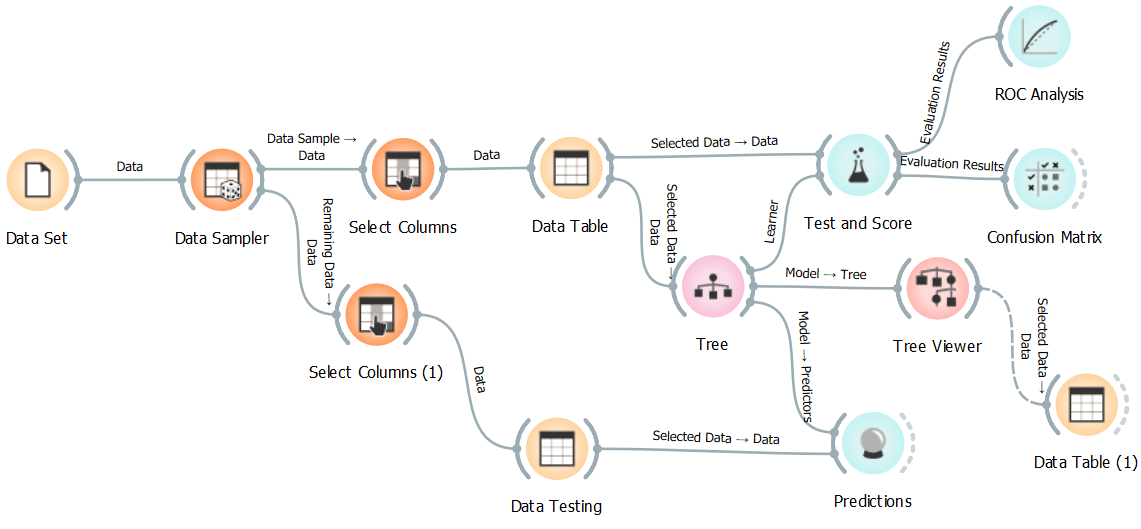 ROC Analysis
Evaluation Results
Data Sample → Data
Selected Data → Data
Data
Data
Evaluation Results
Data Set
Data Sampler
Select Columns
Data Table
Test and Score
Confusion Matrix
Remaining Data → Data
Selected Data → Data
Learner
Model → Tree
Tree
Tree Viewer
Select Columns (1)
Data
Model → Predictors
Selected Data → Data
Selected Data → Data
Data Table (1)
Data Testing
Predictions